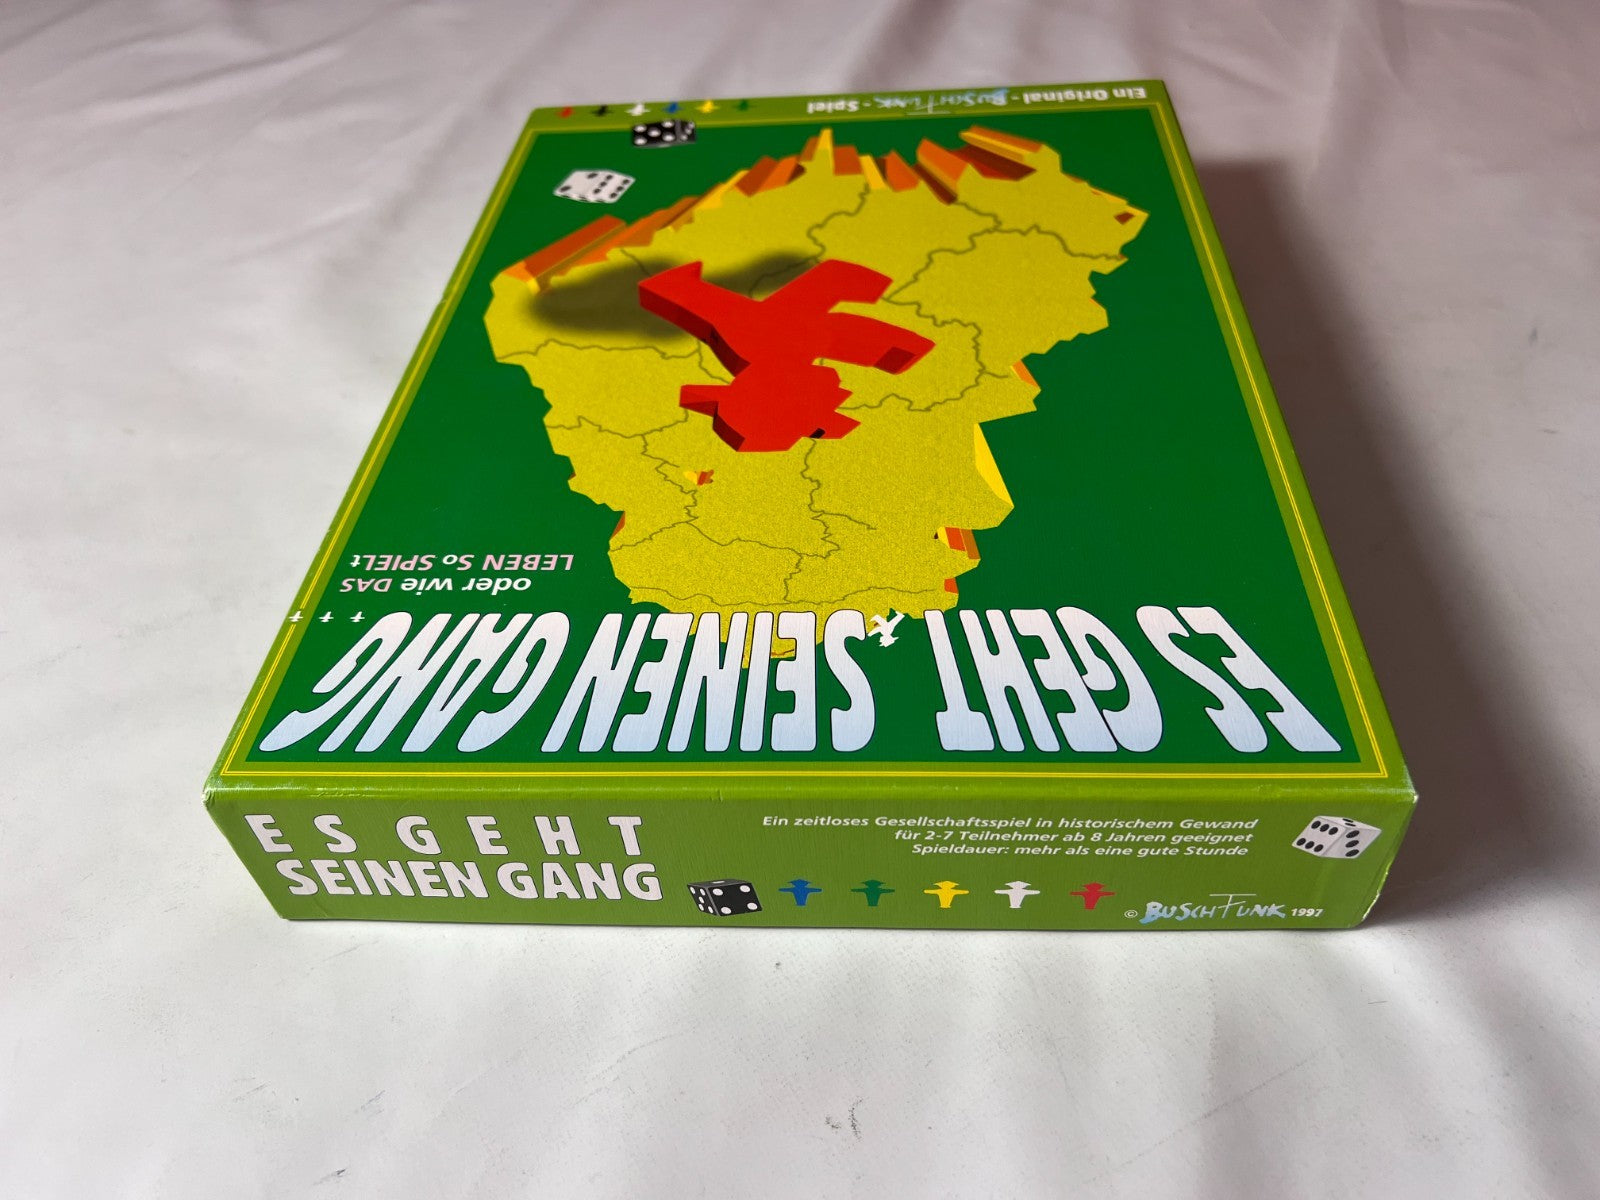 Ein Original - BUSCHFUNK - Spiel
oder wie DAS
LEBEN So SPIELt
ES GEHT SEINEN GANG
ES GEHT
SEINEN GANG
Ein zeitloses Gesellschaftsspiel in historischem Gewand
für 2-7 Teilnehmer ab 8 Jahren geeignet
Spieldauer: mehr als eine gute Stunde
© BUSCHFUNK 1997